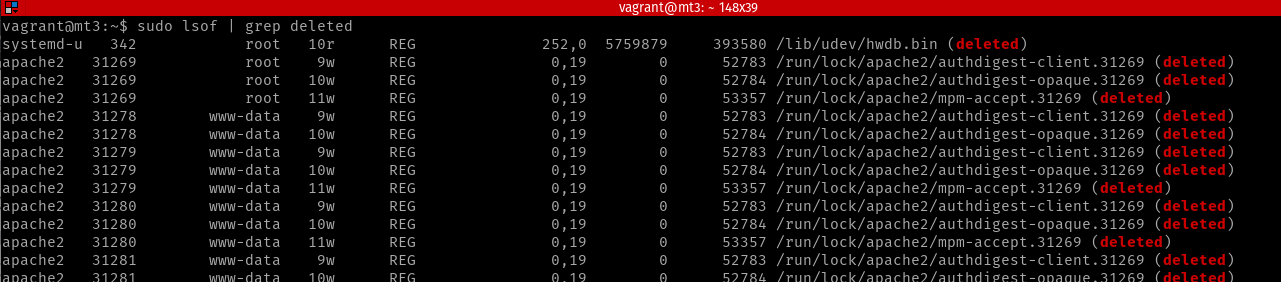 vagrant@mt3: ~ 148x39
vagrant@mt3:~$ sudo lsof | grep deleted
systemd-u 342 root 10r REG 252,0 5759879 393580 /lib/udev/hwdb.bin (deleted)
apache2 31269 root 9w REG 0,19 0 52783 /run/lock/apache2/authdigest-client.31269 (deleted)
apache2 31269 root 10w REG 0,19 0 52784 /run/lock/apache2/authdigest-opaque.31269 (deleted)
apache2 31269 root 11w REG 0,19 0 53357 /run/lock/apache2/mpm-accept.31269 (deleted)
apache2 31278 www-data 9w REG 0,19 0 52783 /run/lock/apache2/authdigest-client.31269 (deleted)
apache2 31278 www-data 10w REG 0,19 0 52784 /run/lock/apache2/authdigest-opaque.31269 (deleted)
apache2 31279 www-data 9w REG 0,19 0 52783 /run/lock/apache2/authdigest-client.31269 (deleted)
apache2 31279 www-data 10w REG 0,19 0 52784 /run/lock/apache2/authdigest-opaque.31269 (deleted)
apache2 31279 www-data 11w REG 0,19 0 53357 /run/lock/apache2/mpm-accept.31269 (deleted)
apache2 31280 www-data 9w REG 0,19 0 52783 /run/lock/apache2/authdigest-client.31269 (deleted)
apache2 31280 www-data 10w REG 0,19 0 52784 /run/lock/apache2/authdigest-opaque.31269 (deleted)
apache2 31280 www-data 11w REG 0,19 0 53357 /run/lock/apache2/mpm-accept.31269 (deleted)
apache2 31281 www-data 9w REG 0,19 0 52783 /run/lock/apache2/authdigest-client.31269 (deleted)
apache2 31281 www-data 10w REG 0,19 0 52784 /run/lock/apache2/authdigest-opaque.31269 (deleted)